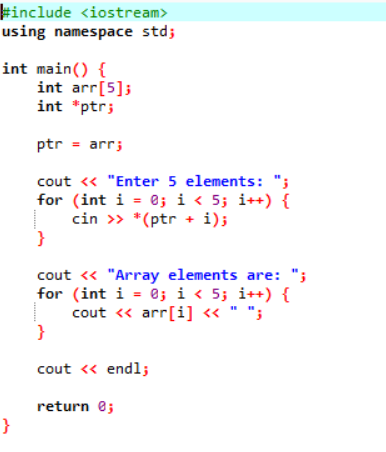 #include <iostream>
using namespace std;
int main() {
int arr[5];
int *ptr;
ptr = arr;
cout << "Enter 5 elements: ";
for (int i = 0; i < 5; i++) {
cin >> *(ptr + i);
}
cout << "Array elements are: ";
for (int i = 0; i < 5; i++) {
cout << arr[i] << " ";
}
cout << endl;
return 0;
}